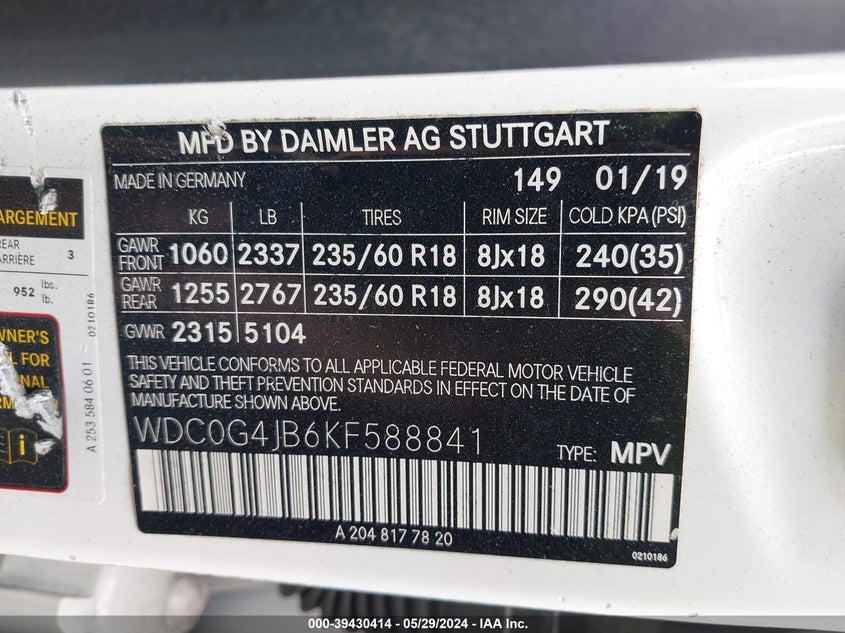 ARGEMENT
REAR
ARRIÈRE 3
952 lbs.
lb.
0210186
OWNER'S
L FOR
ONAL
A 253 584 06 01
MFD BY DAIMLER AG STUTTGART
MADE IN GERMANY 149 01/19
KG LB TIRES RIM SIZE COLD KPA (PSI)
GAWR FRONT 1060 2337 235/60 R18 8Jx18 240(35)
GAWR REAR 1255 2767 235/60 R18 8Jx18 290(42)
GVWR 2315 5104
THIS VEHICLE CONFORMS TO ALL APPLICABLE FEDERAL MOTOR VEHICLE
SAFETY AND THEFT PREVENTION STANDARDS IN EFFECT ON THE DATE OF
MANUFACTURE SHOWN ABOVE.
WDC0G4JB6KF588841 TYPE: MPV
A 204 817 78 20
0210186
000-39430414 - 05/29/2024 - IAA Inc.